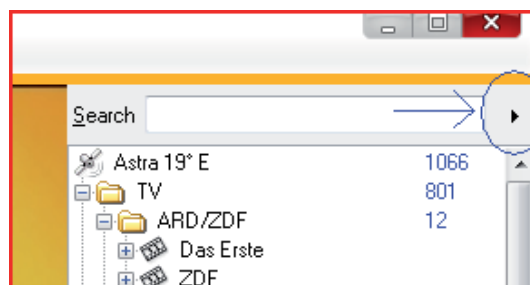 Search
Astra 19° E 1066
TV 801
ARD/ZDF 12
Das Erste
ZDF